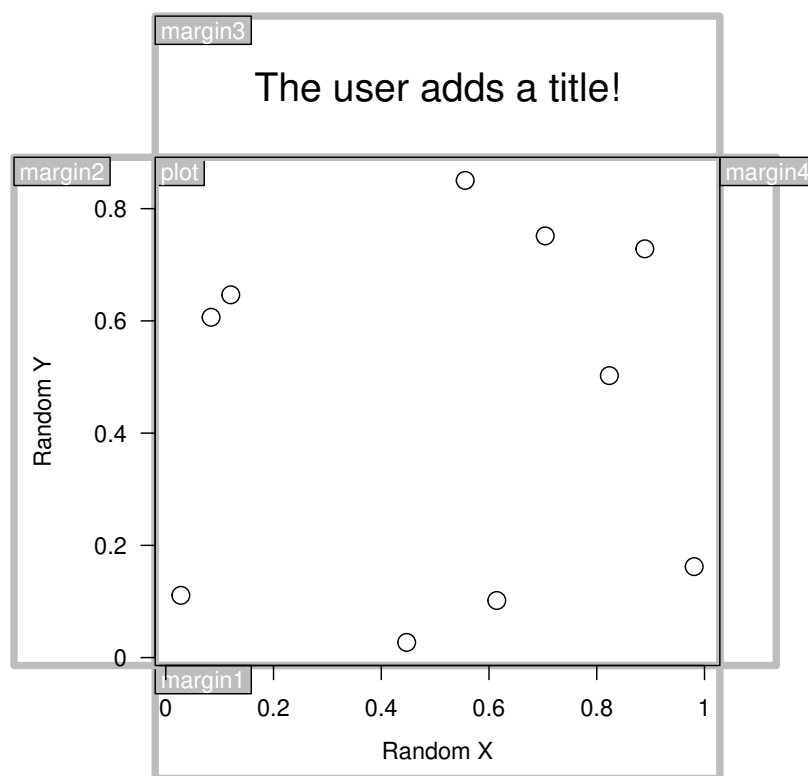 margin3
The user adds a title!
margin2
plot
margin4
0.8
0.6
0.4
0.2
0
Random Y
margin1
0 0.2 0.4 0.6 0.8 1
Random X